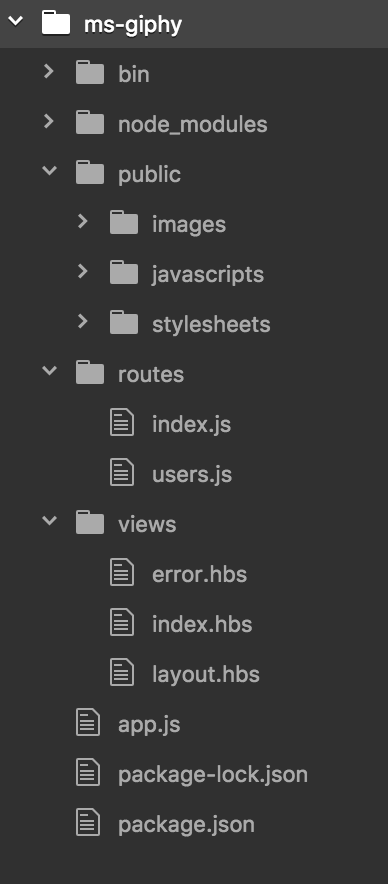 ms-giphy
bin
node_modules
public
images
javascripts
stylesheets
routes
index.js
users.js
views
error.hbs
index.hbs
layout.hbs
app.js
package-lock.json
package.json